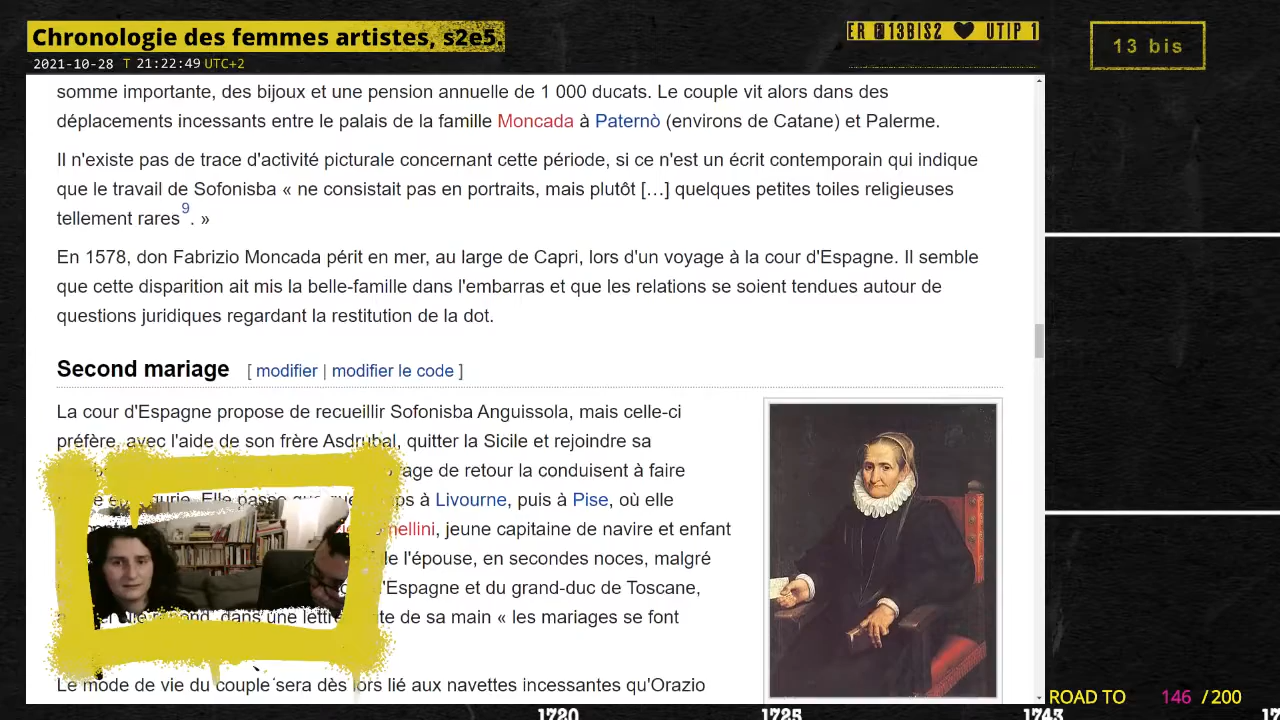 Chronologie des femmes artistes, s2e5
ER @13BIS2 UTIP 1
13 bis
2021-10-28 T 21:22:49 UTC+2
somme importante, des bijoux et une pension annuelle de 1 000 ducats. Le couple vit alors dans des
déplacements incessants entre le palais de la famille Moncada à Paternò (environs de Catane) et Palerme.
Il n'existe pas de trace d'activité picturale concernant cette période, si ce n'est un écrit contemporain qui indique
que le travail de Sofonisba « ne consistait pas en portraits, mais plutôt […] quelques petites toiles religieuses
tellement rares9. »
En 1578, don Fabrizio Moncada périt en mer, au large de Capri, lors d'un voyage à la cour d'Espagne. Il semble
que cette disparition ait mis la belle-famille dans l'embarras et que les relations se soient tendues autour de
questions juridiques regardant la restitution de la dot.
Second mariage [ modifier | modifier le code ]
La cour d'Espagne propose de recueillir Sofonisba Anguissola, mais celle-ci
préfère, avec l'aide de son frère Asdrubal, quitter la Sicile et rejoindre sa
de retour la conduisent à faire
Elle passe à Livourne, puis à Pise, où elle
mellini, jeune capitaine de navire et enfant
de l'épouse, en secondes noces, malgré
d'Espagne et du grand-duc de Toscane,
dans une lettre de sa main « les mariages se font
Le mode de vie du couple sera dès lors lié aux navettes incessantes qu'Orazio
ROAD TO 146 / 200
1720 1725 1743